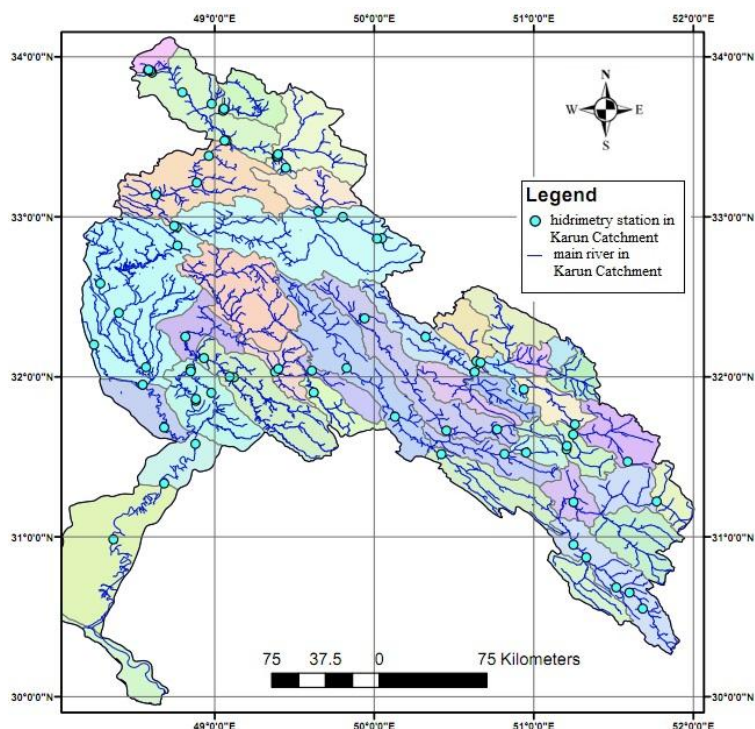 49°0'0"E 50°0'0"E 51°0'0"E 52°0'0"E
34°0'0"N 34°0'0"N
N
W E
S
Legend
hidrimetry station in
Karun Catchment
main river in
Karun Catchment
33°0'0"N 33°0'0"N
32°0'0"N 32°0'0"N
31°0'0"N 31°0'0"N
75 37.5 0 75 Kilometers
30°0'0"N 30°0'0"N
49°0'0"E 50°0'0"E 51°0'0"E 52°0'0"E